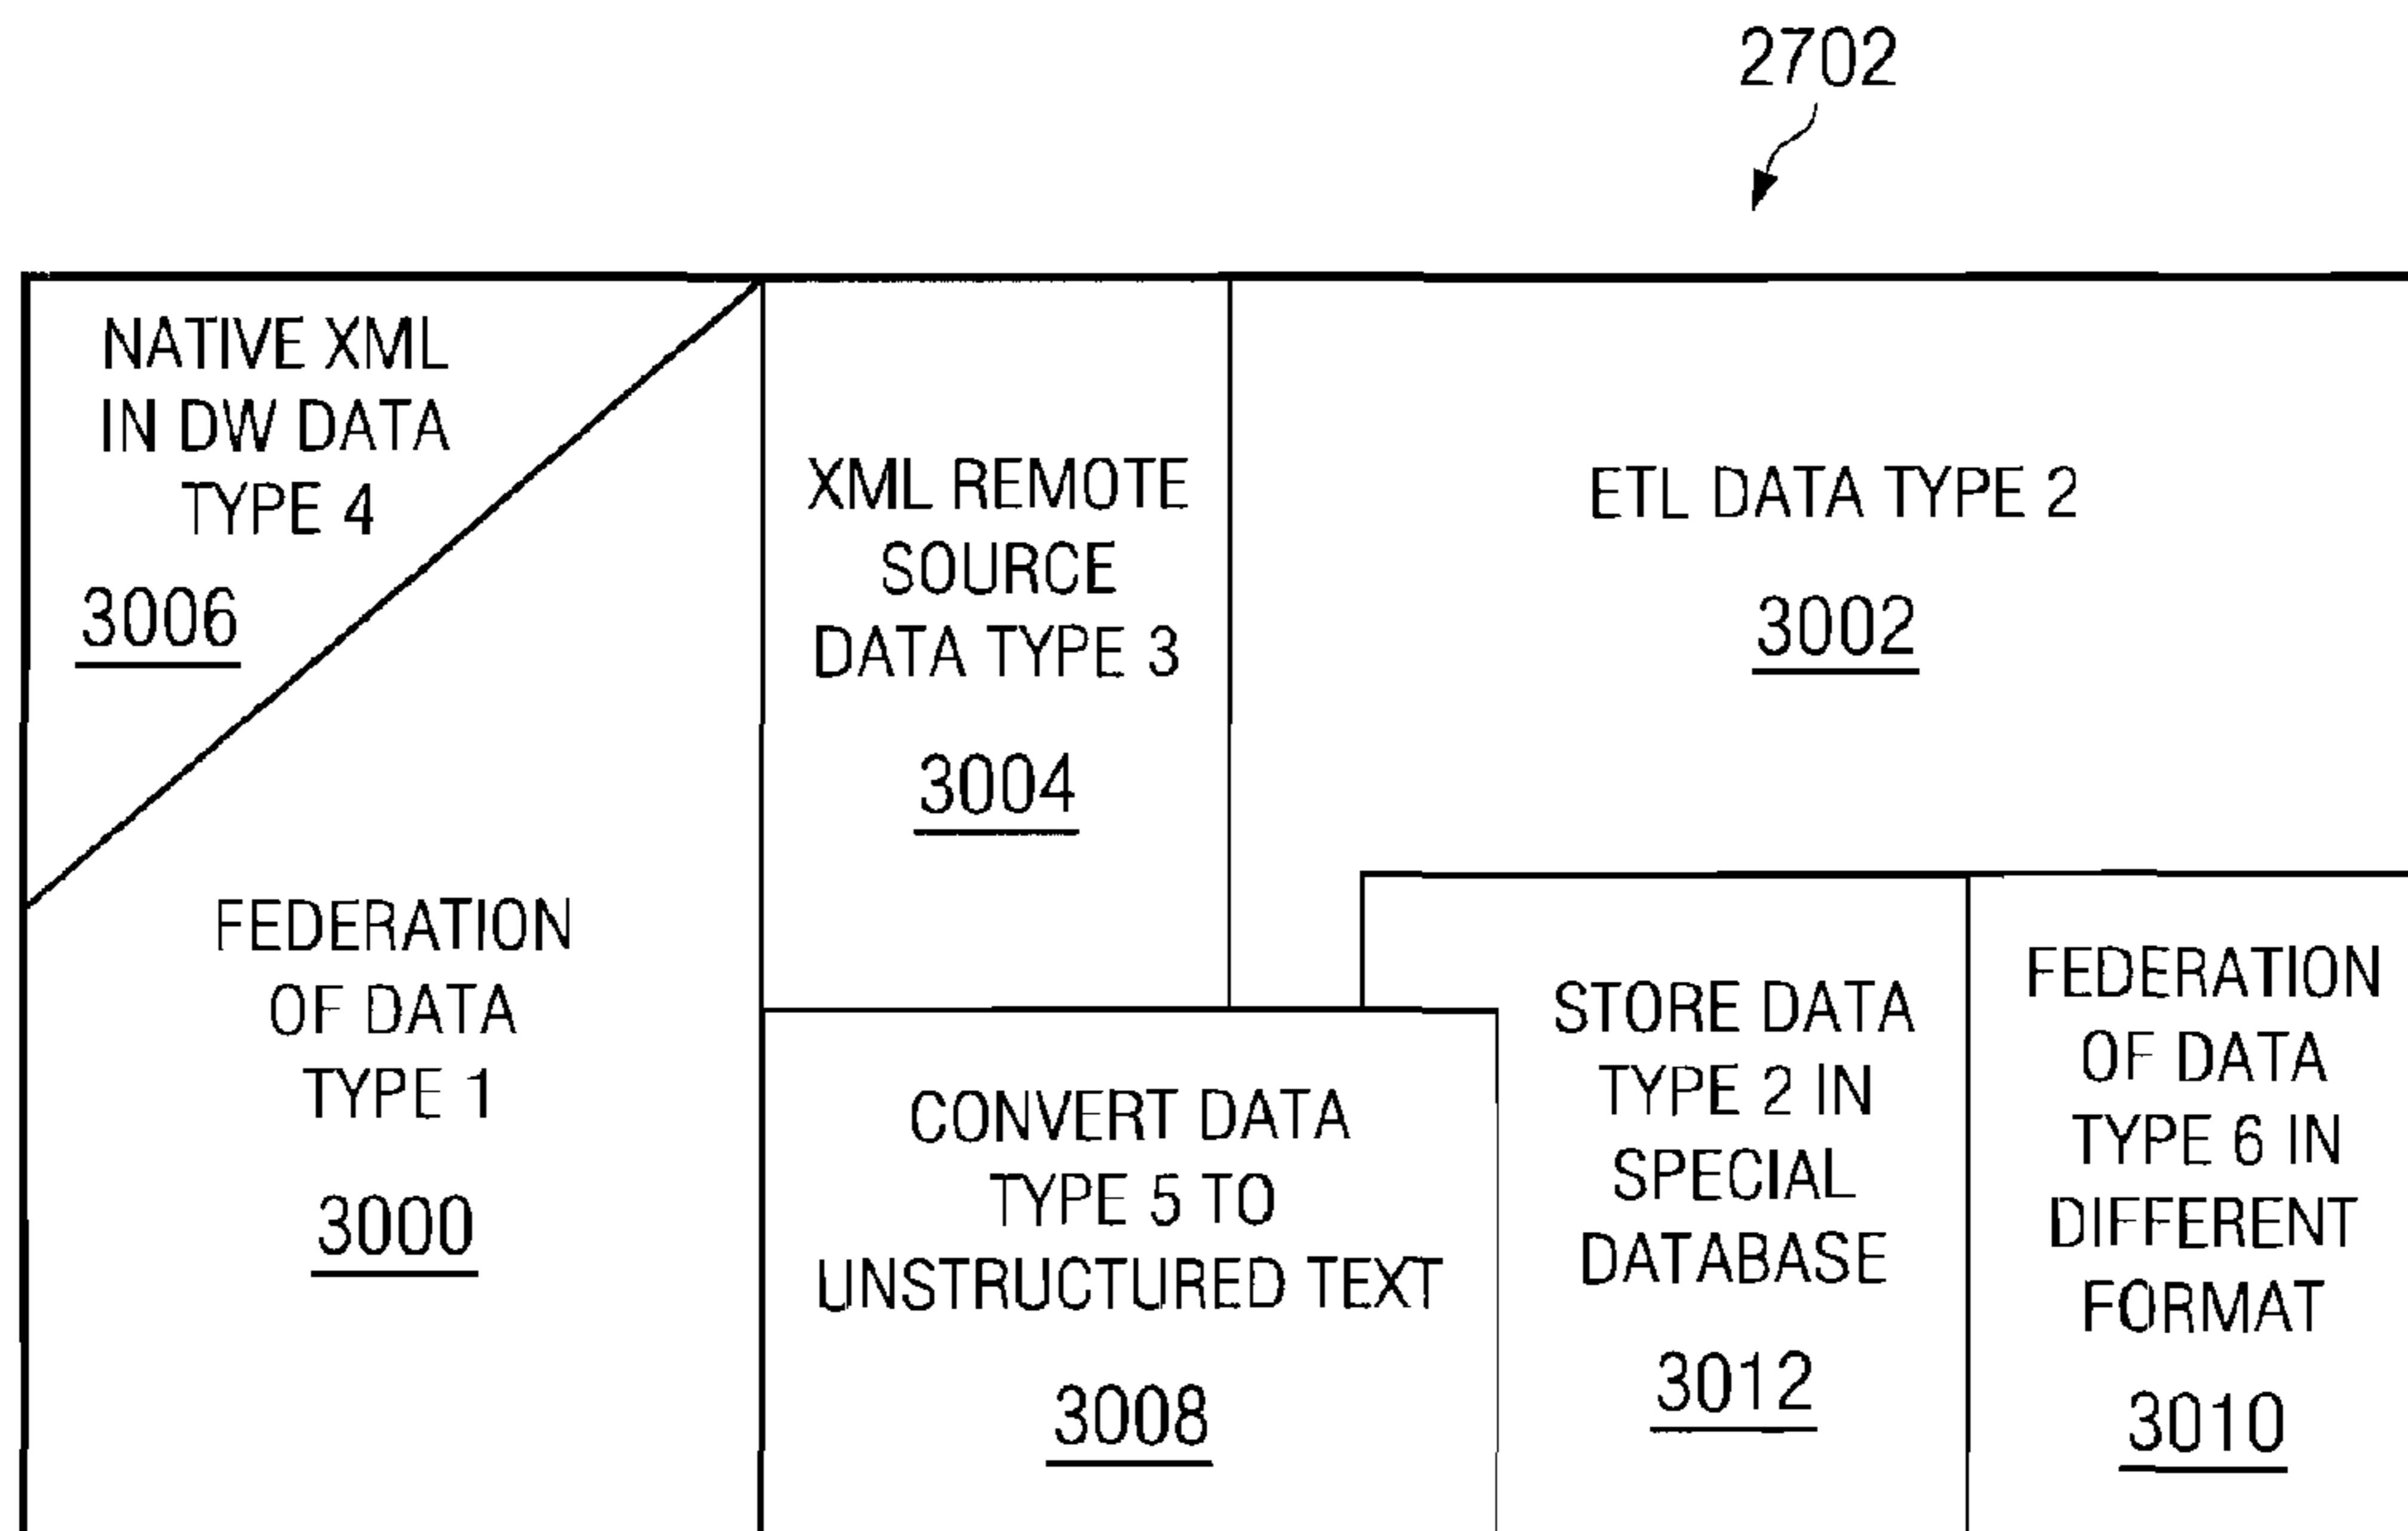 2702
NATIVE XML
IN DW DATA
TYPE 4
3006
XML REMOTE
SOURCE
DATA TYPE 3
3004
ETL DATA TYPE 2
3002
FEDERATION
OF DATA
TYPE 1
3000
CONVERT DATA
TYPE 5 TO
UNSTRUCTURED TEXT
3008
STORE DATA
TYPE 2 IN
SPECIAL
DATABASE
3012
FEDERATION
OF DATA
TYPE 6 IN
DIFFERENT
FORMAT
3010